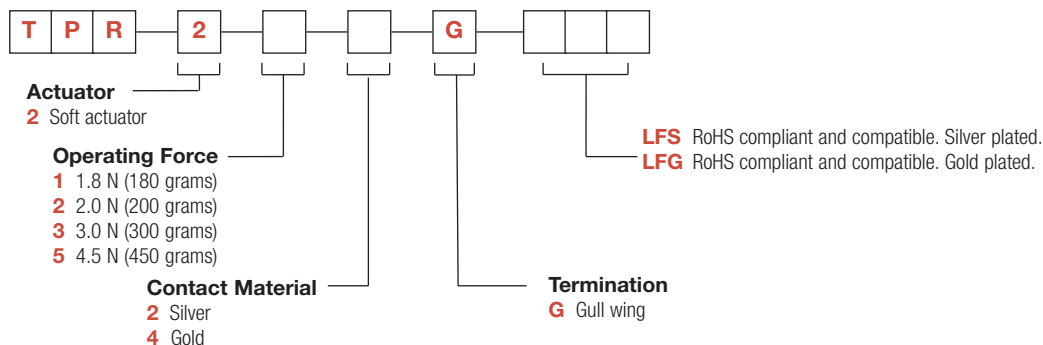 T P R 2 G
Actuator
2 Soft actuator
Operating Force
1 1.8 N (180 grams)
2 2.0 N (200 grams)
3 3.0 N (300 grams)
5 4.5 N (450 grams)
Contact Material
2 Silver
4 Gold
Termination
G Gull wing
LFS RoHS compliant and compatible. Silver plated.
LFG RoHS compliant and compatible. Gold plated.